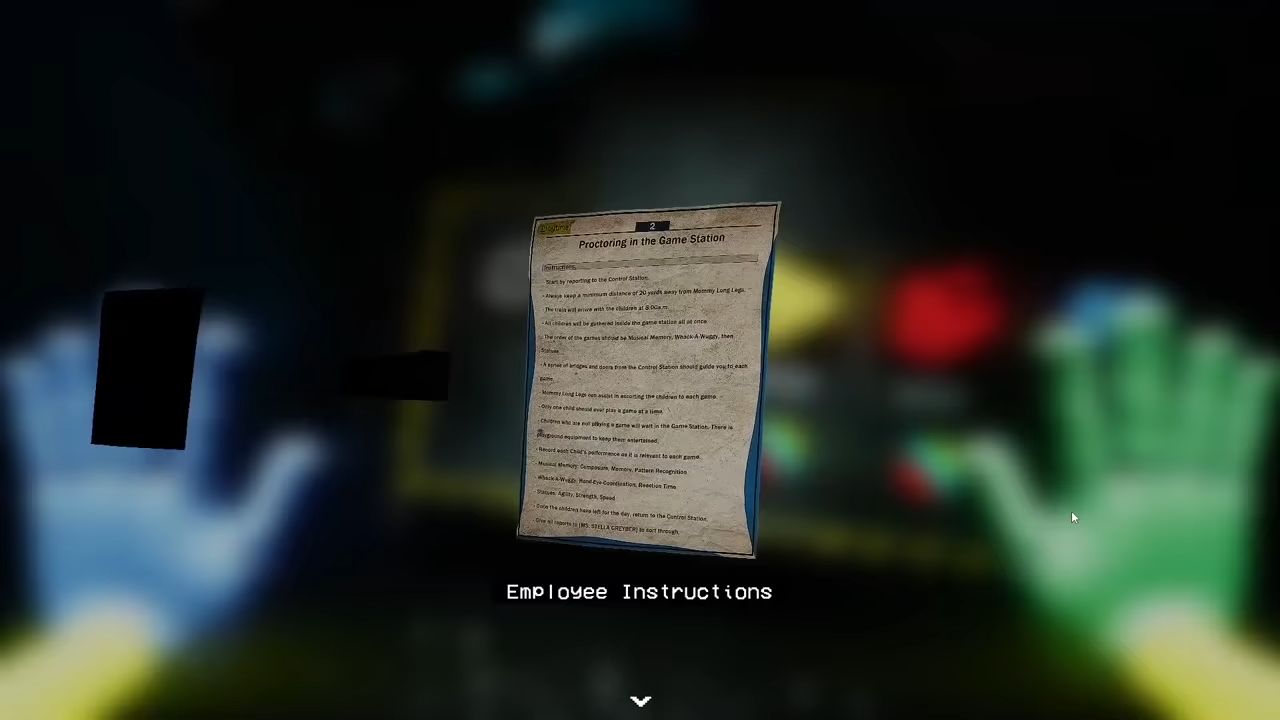 Playtime
2
Proctoring in the Game Station
Instructions:
- Start by reporting to the Control Station.
- Always keep a minimum distance of 20 yards away from Mommy Long Legs.
- The train will arrive with the children at 8:00a.m.
- All children will be gathered inside the game station all at once.
- The order of the games should be Musical Memory, Whack-A-Wuggy, then
Statues.
- A series of bridges and doors from the Control Station should guide you to each
game.
- Mommy Long Legs can assist in escorting the children to each game.
- Only one child should ever play a game at a time.
- Children who are not playing a game will wait in the Game Station. There is
playground equipment to keep them entertained.
- Record each Child's performance as it is relevant to each game.
- Musical Memory: Composure, Memory, Pattern Recognition
- Whack-A-Wuggy: Hand-Eye-Coordination, Reaction Time
- Statues: Agility, Strength, Speed
- Once the children have left for the day, return to the Control Station.
- Give all reports to [MS. STELLA GREYBER] to sort through.
Employee Instructions